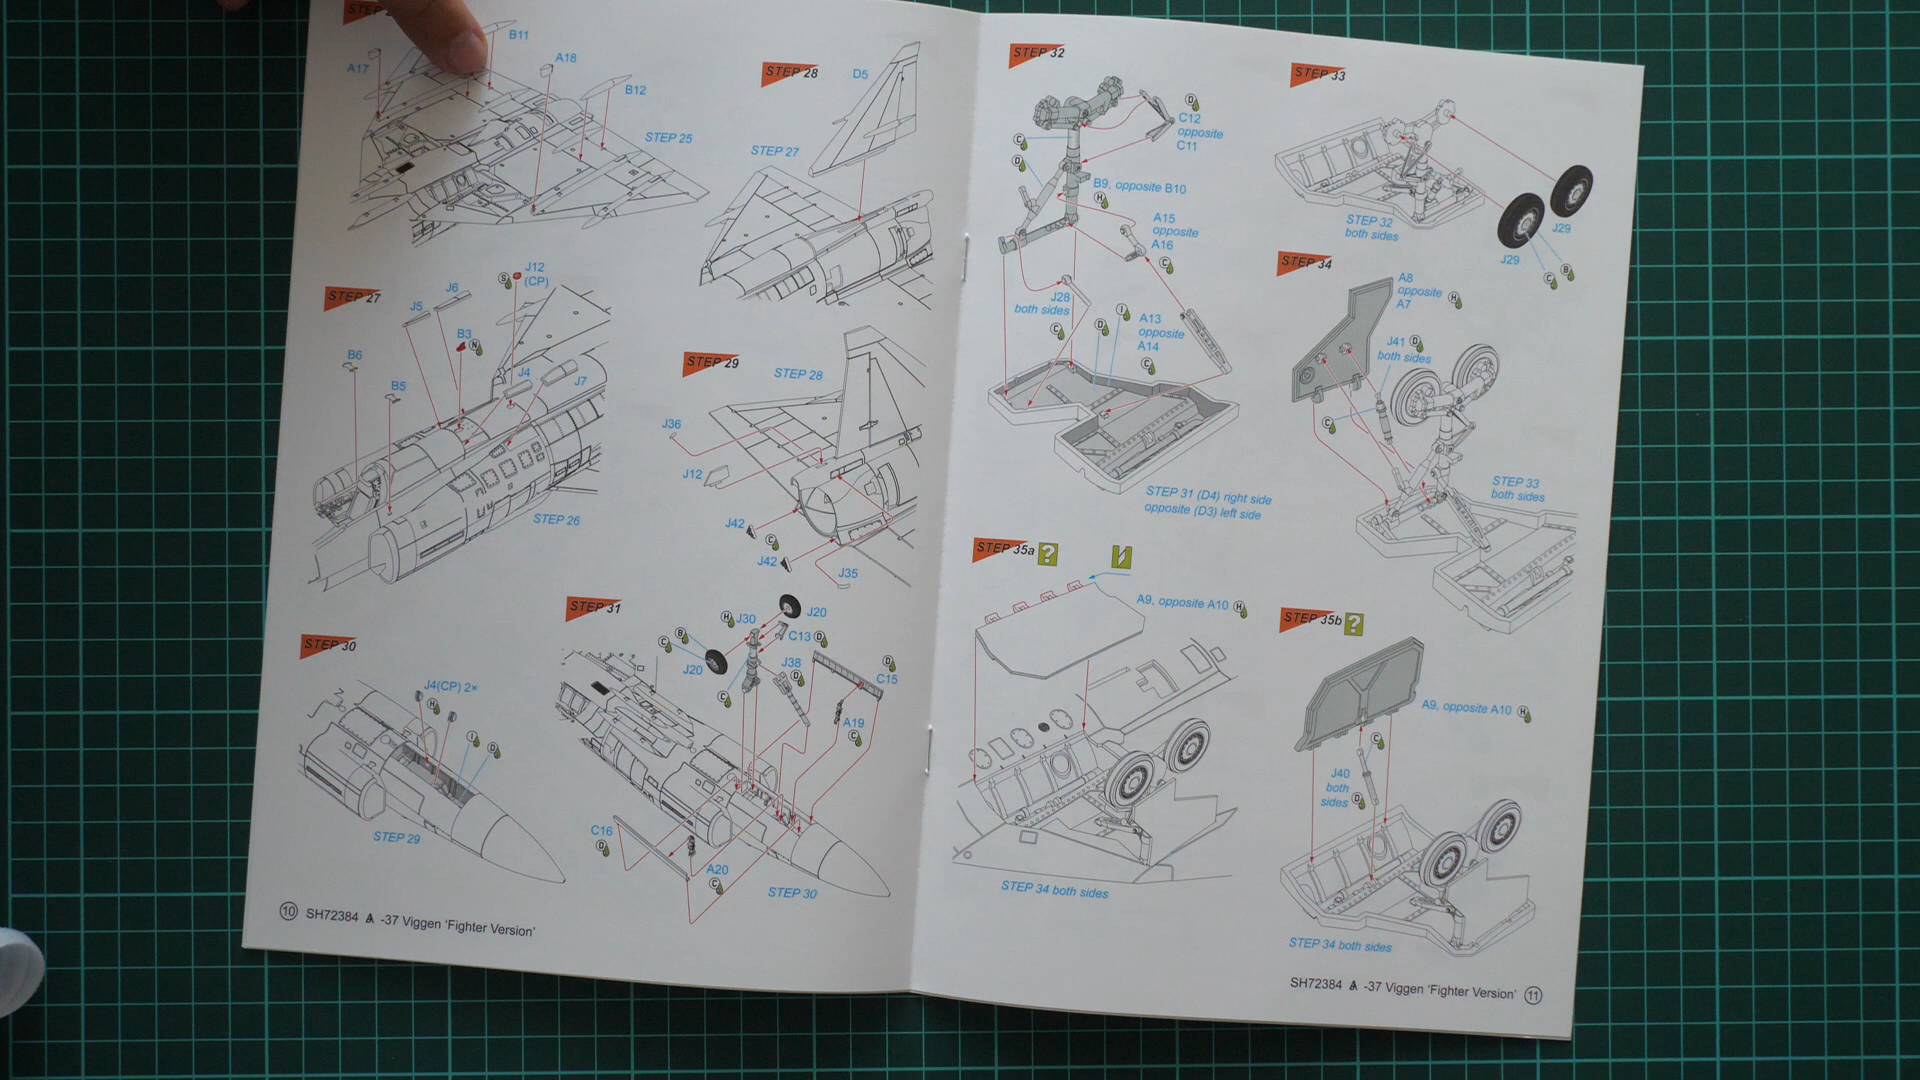 STEP
A17
B11
A18
B12
STEP 25
STEP 27
J5
J6
S
J12
(CP)
B3
N
B6
B5
J4
J7
STEP 26
STEP 28
D5
STEP 27
STEP 29
STEP 28
J36
J12
J42
C
J42
J35
STEP 30
J4(CP) 2×
H
I
D
STEP 29
STEP 31
J20
H
J30
C13
D
B
C
J20
J38
D
C
D
C15
A19
C
C16
D
A20
C
STEP 30
10 SH72384 -37 Viggen 'Fighter Version'
STEP 32
D
C12
opposite
C11
C
D
B9, opposite B10
H
A15
opposite
A16
C
J28
both sides
C
D
I
A13
opposite
A14
C
STEP 31 (D4) right side
opposite (D3) left side
STEP 33
STEP 32
both sides
J29
J29
C
B
STEP 34
A8
opposite
A7
H
J41
D
both sides
C
STEP 33
both sides
STEP 35a ?
A9, opposite A10 H
STEP 34 both sides
STEP 35b ?
A9, opposite A10 H
C
J40
both
sides
D
STEP 34 both sides
SH72384 -37 Viggen 'Fighter Version' 11